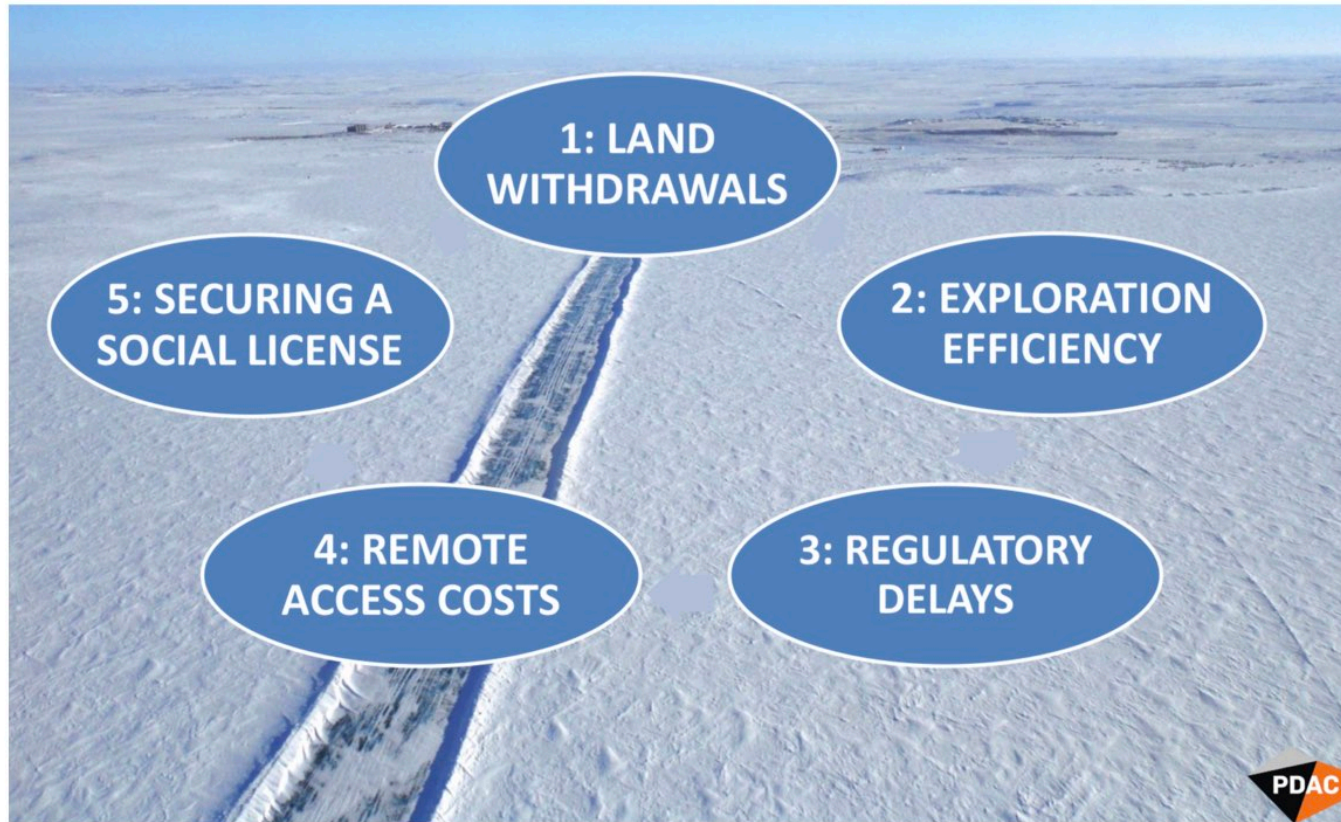 1: LAND
WITHDRAWALS
2: EXPLORATION
EFFICIENCY
3: REGULATORY
DELAYS
4: REMOTE
ACCESS COSTS
5: SECURING A
SOCIAL LICENSE
PDAC